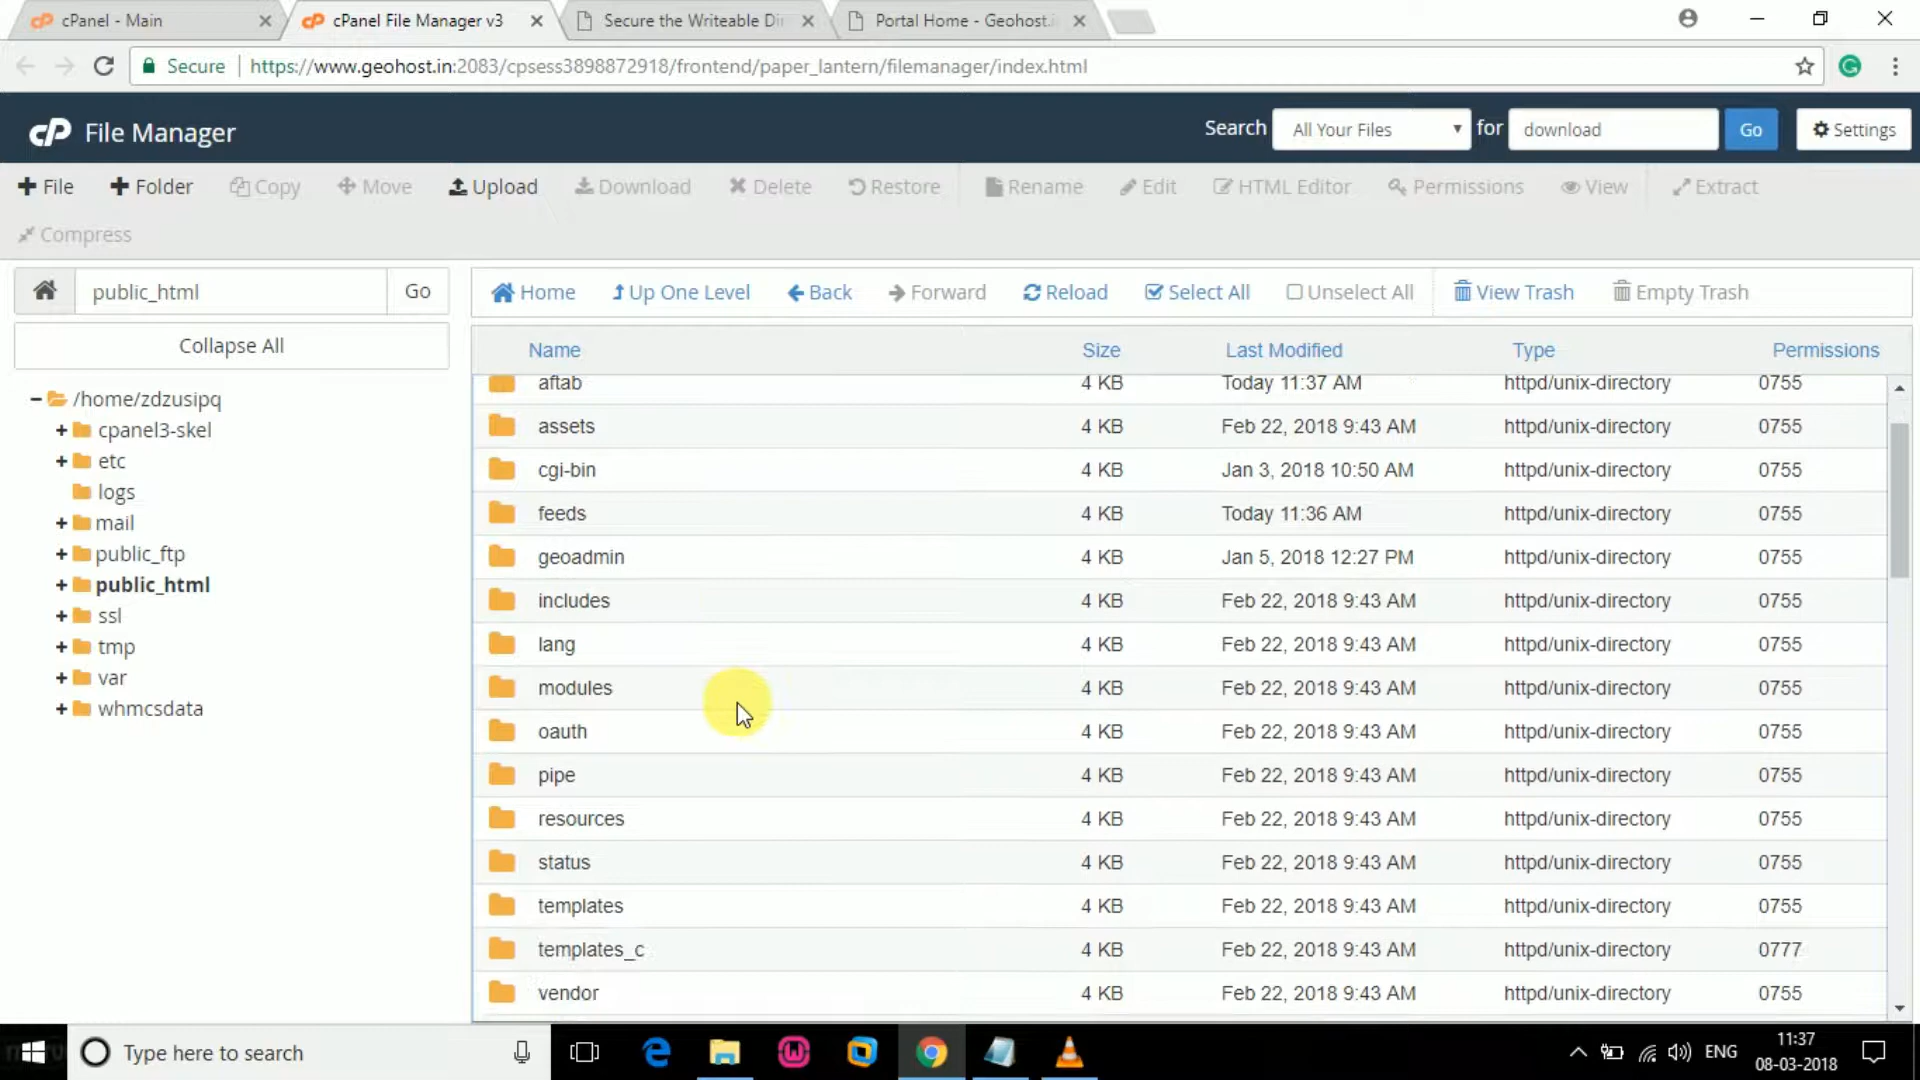 cPanel - Main
cPanel File Manager v3
Secure the Writeable Di
Portal Home - Geohost.
Secure https://www.geohost.in:2083/cpsess3898872918/frontend/paper_lantern/filemanager/index.html
cP File Manager
Search All Your Files for download Go Settings
File Folder Copy Move Upload Download Delete Restore Rename Edit HTML Editor Permissions View Extract
Compress
public_html Go
Collapse All
/home/zdzusipq
cpanel3-skel
etc
logs
mail
public_ftp
public_html
ssl
tmp
var
whmcsdata
Home Up One Level Back Forward Reload Select All Unselect All View Trash Empty Trash
Name Size Last Modified Type Permissions
aftab 4 KB Today 11:37 AM httpd/unix-directory 0755
assets 4 KB Feb 22, 2018 9:43 AM httpd/unix-directory 0755
cgi-bin 4 KB Jan 3, 2018 10:50 AM httpd/unix-directory 0755
feeds 4 KB Today 11:36 AM httpd/unix-directory 0755
geoadmin 4 KB Jan 5, 2018 12:27 PM httpd/unix-directory 0755
includes 4 KB Feb 22, 2018 9:43 AM httpd/unix-directory 0755
lang 4 KB Feb 22, 2018 9:43 AM httpd/unix-directory 0755
modules 4 KB Feb 22, 2018 9:43 AM httpd/unix-directory 0755
oauth 4 KB Feb 22, 2018 9:43 AM httpd/unix-directory 0755
pipe 4 KB Feb 22, 2018 9:43 AM httpd/unix-directory 0755
resources 4 KB Feb 22, 2018 9:43 AM httpd/unix-directory 0755
status 4 KB Feb 22, 2018 9:43 AM httpd/unix-directory 0755
templates 4 KB Feb 22, 2018 9:43 AM httpd/unix-directory 0755
templates_c 4 KB Feb 22, 2018 9:43 AM httpd/unix-directory 0777
vendor 4 KB Feb 22, 2018 9:43 AM httpd/unix-directory 0755
Type here to search
ENG
11:37
08-03-2018